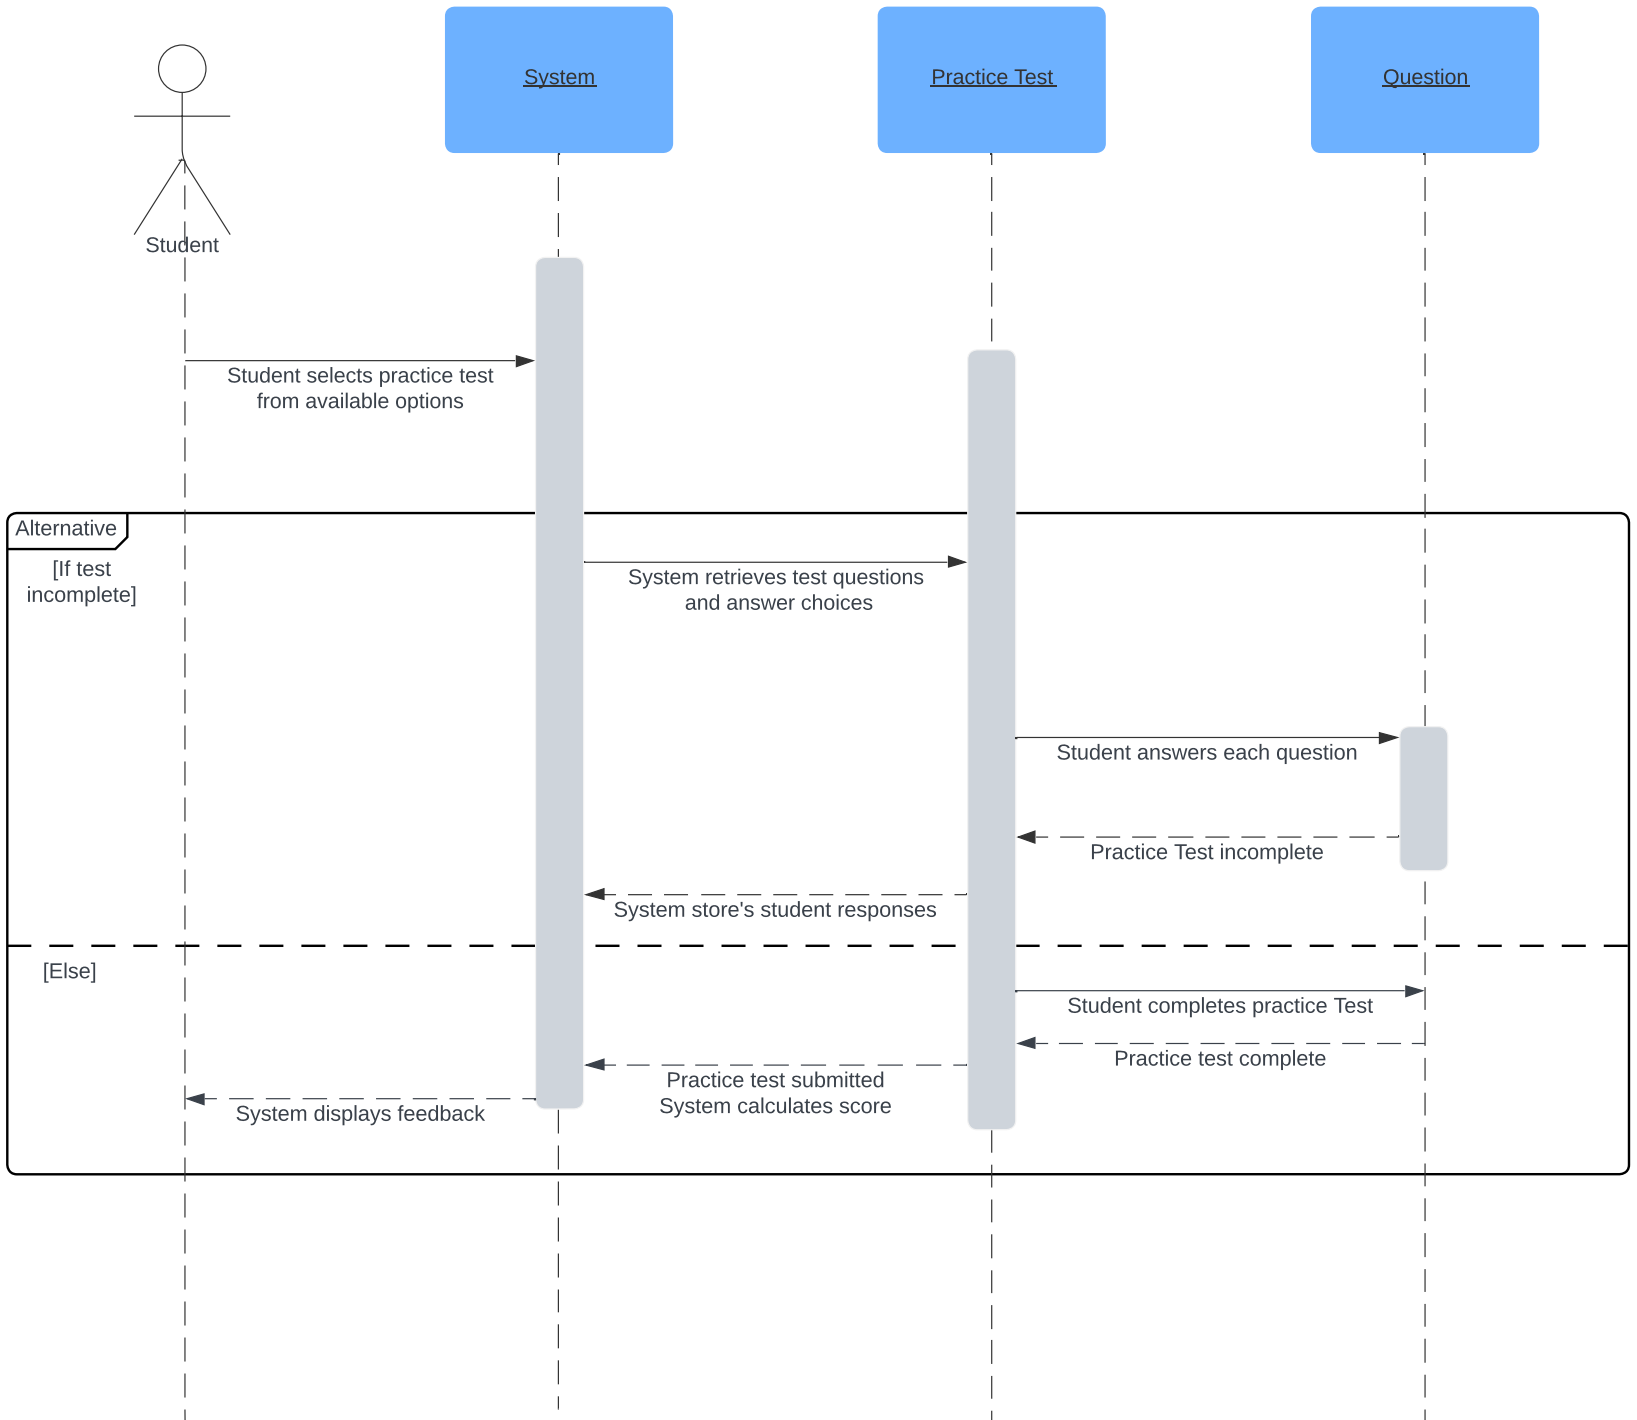 System
Practice Test
Question
Student
Student selects practice test
from available options
Alternative
[If test
incomplete]
System retrieves test questions
and answer choices
Student answers each question
Practice Test incomplete
System store's student responses
[Else]
Student completes practice Test
Practice test complete
Practice test submitted
System calculates score
System displays feedback